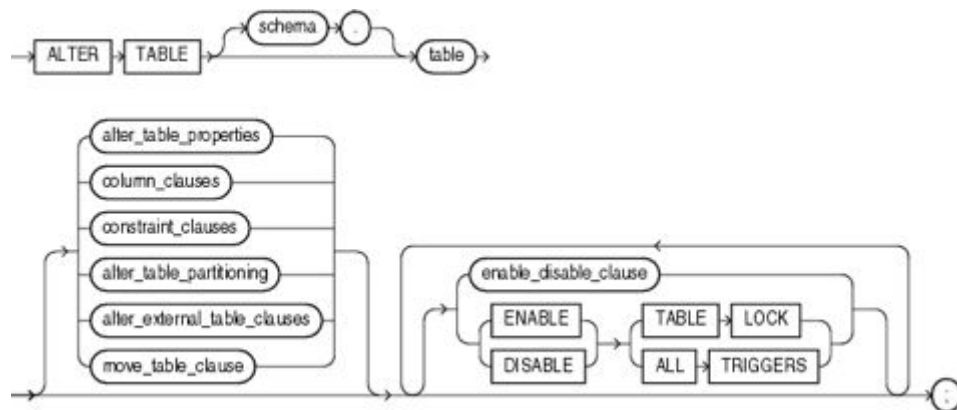 schema .
ALTER TABLE table
alter_table_properties
column_clauses
constraint_clauses
alter_table_partitioning
enable_disable_clause
alter_external_table_clauses
ENABLE TABLE LOCK
move_table_clause
DISABLE ALL TRIGGERS
;